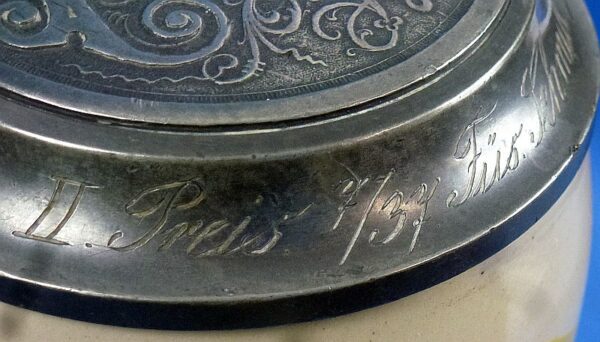 II. Preis. 7/37 Füs.